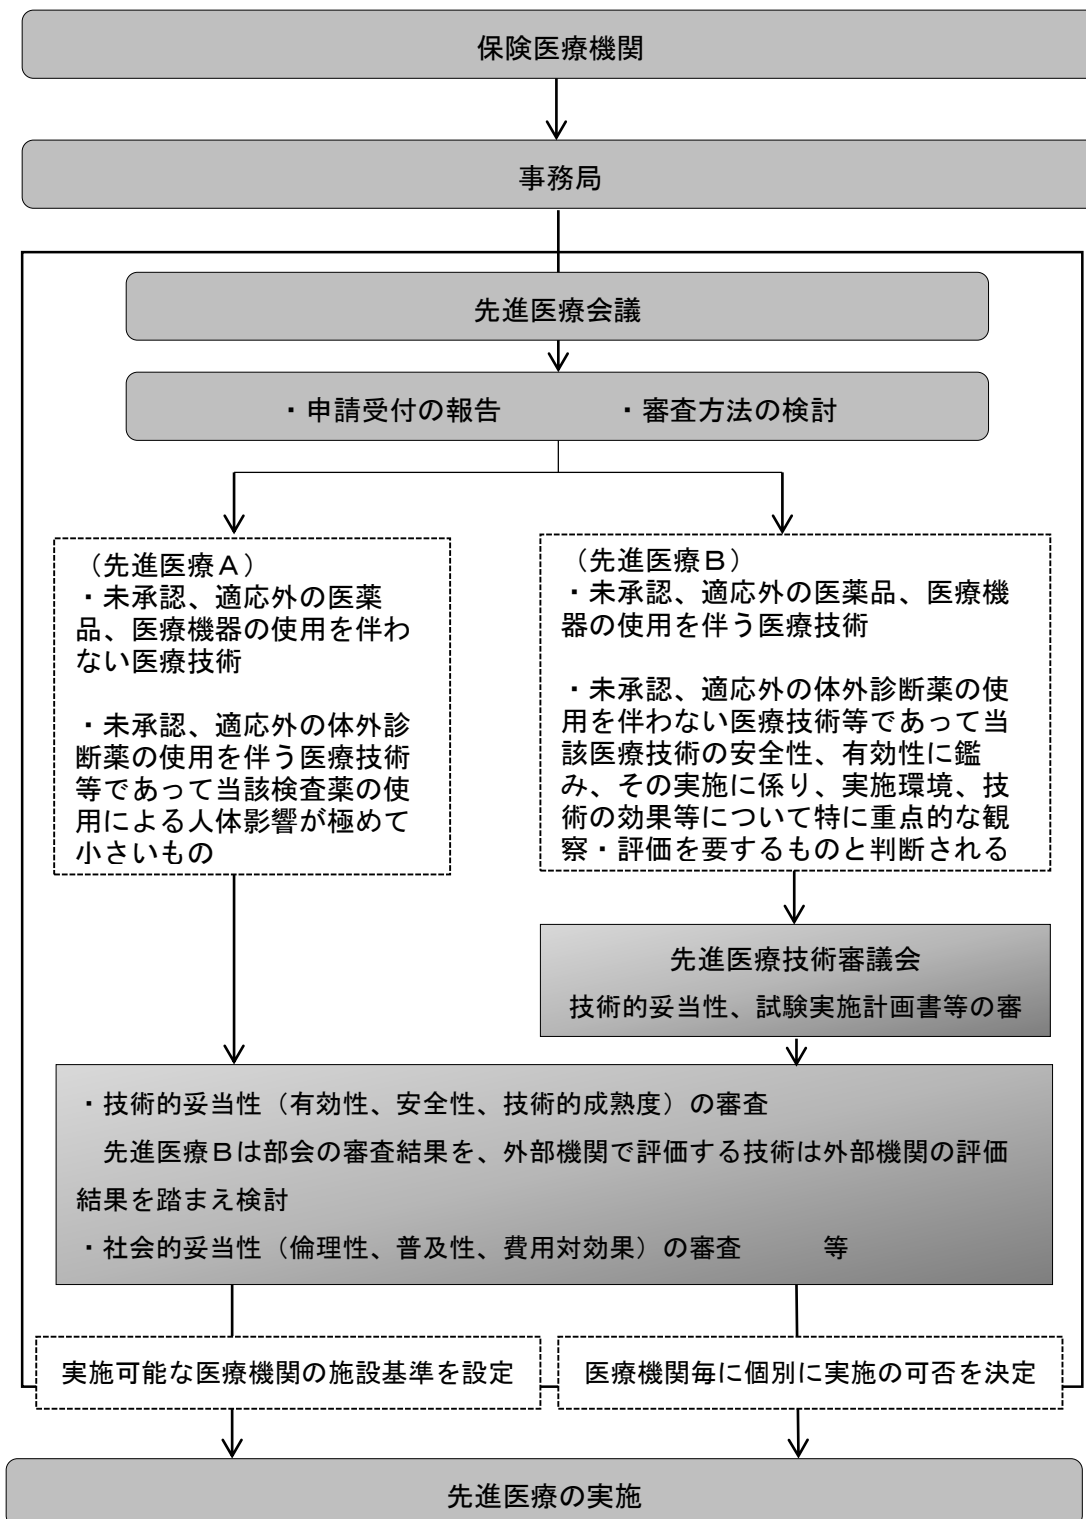 保険医療機関
事務局
先進医療会議
・申請受付の報告　　　　・審査方法の検討
（先進医療Ａ）
・未承認、適応外の医薬
品、医療機器の使用を伴わ
ない医療技術
・未承認、適応外の体外診
断薬の使用を伴う医療技術
等であって当該検査薬の使
用による人体影響が極めて
小さいもの
（先進医療Ｂ）
・未承認、適応外の医薬品、医療機
器の使用を伴う医療技術
・未承認、適応外の体外診断薬の使
用を伴わない医療技術等であって当
該医療技術の安全性、有効性に鑑
み、その実施に係り、実施環境、技
術の効果等について特に重点的な観
察・評価を要するものと判断される
先進医療技術審議会
技術的妥当性、試験実施計画書等の審
・技術的妥当性（有効性、安全性、技術的成熟度）の審査
先進医療Ｂは部会の審査結果を、外部機関で評価する技術は外部機関の評価
結果を踏まえ検討
・社会的妥当性（倫理性、普及性、費用対効果）の審査　　　等
実施可能な医療機関の施設基準を設定
医療機関毎に個別に実施の可否を決定
先進医療の実施